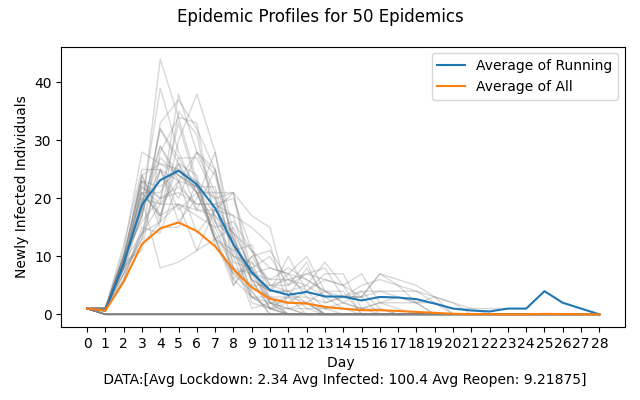 Epidemic Profiles for 50 Epidemics
Average of Running
Average of All
Newly Infected Individuals
40
30
20
10
0
0 1 2 3 4 5 6 7 8 9 10 11 12 13 14 15 16 17 18 19 20 21 22 23 24 25 26 27 28
Day
DATA:[Avg Lockdown: 2.34 Avg Infected: 100.4 Avg Reopen: 9.21875]